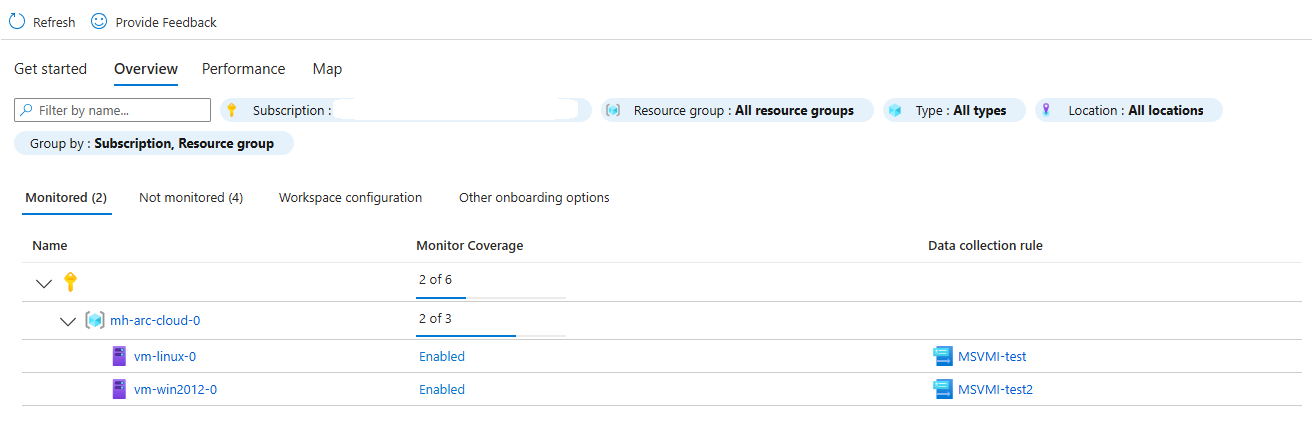 Refresh Provide Feedback
Get started Overview Performance Map
Filter by name... Subscription : Resource group : All resource groups Type : All types Location : All locations
Group by : Subscription, Resource group
Monitored (2) Not monitored (4) Workspace configuration Other onboarding options
Name Monitor Coverage Data collection rule
2 of 6
mh-arc-cloud-0 2 of 3
vm-linux-0 Enabled MSVMI-test
vm-win2012-0 Enabled MSVMI-test2